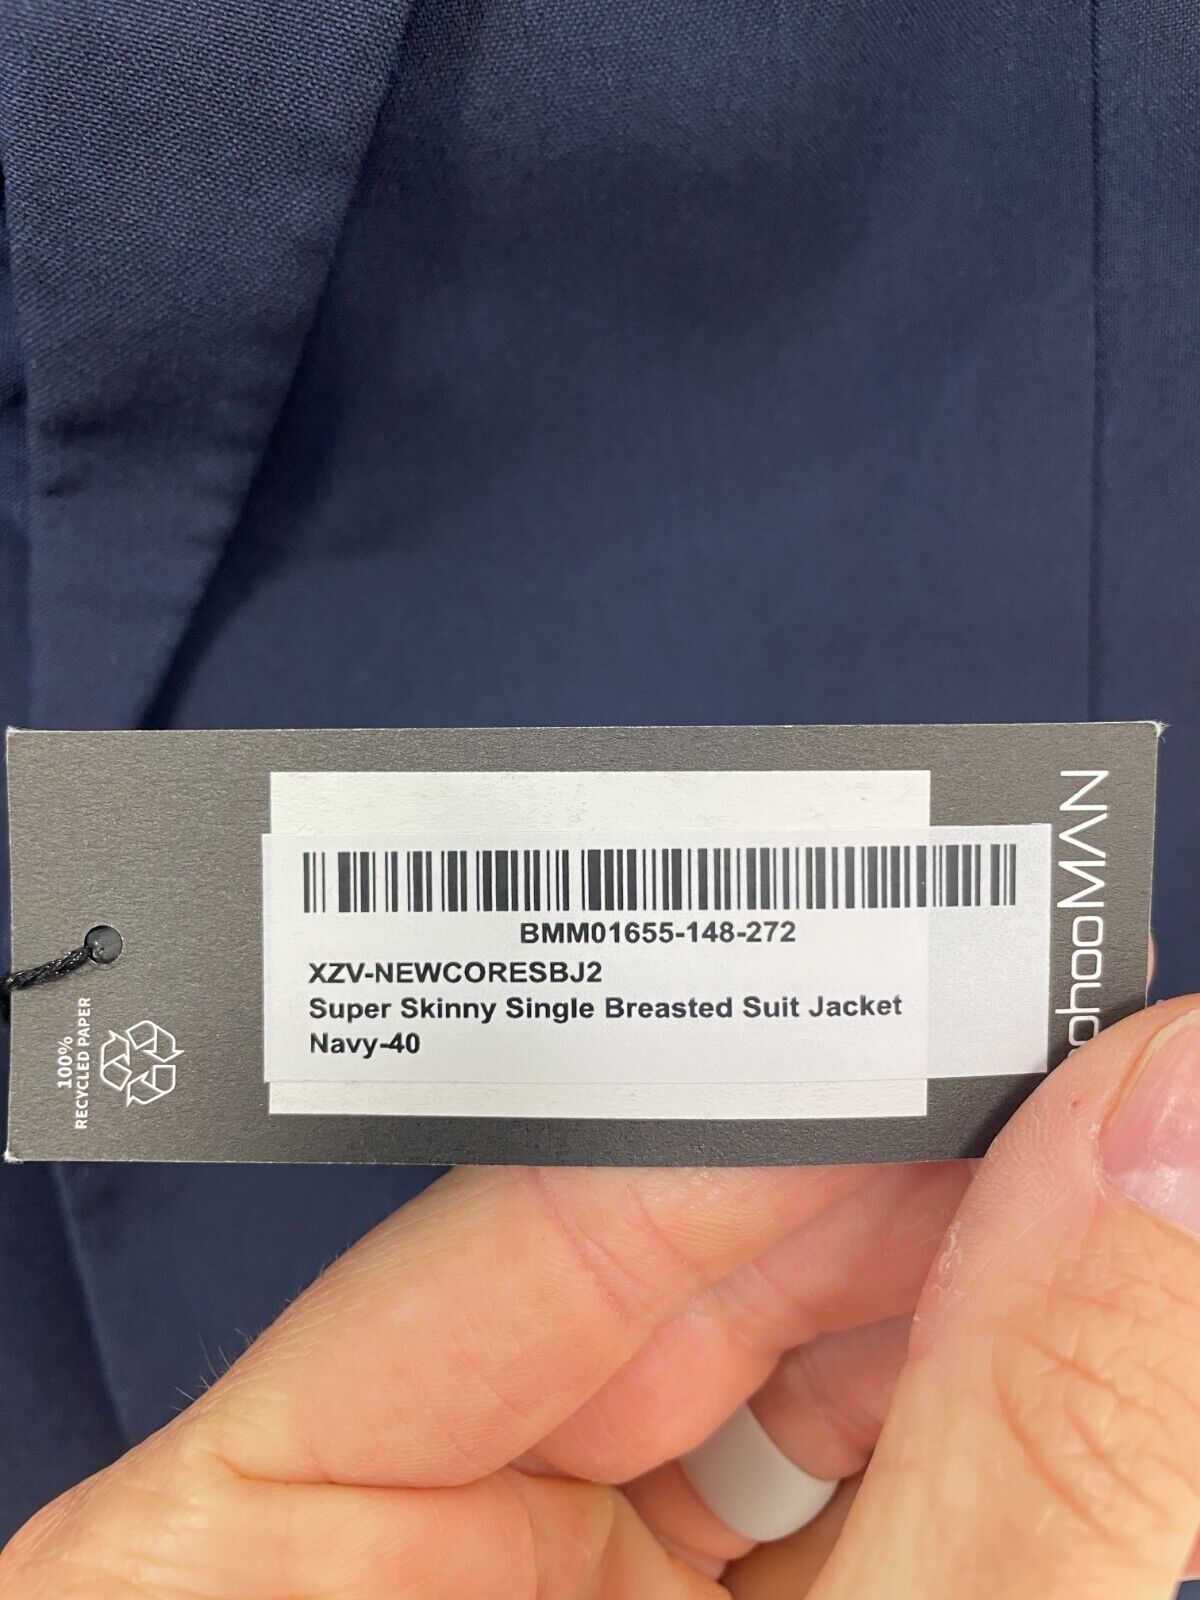 BMM01655-148-272
XZV-NEWCORESBJ2
Super Skinny Single Breasted Suit Jacket
Navy-40
100%
RECYCLED PAPER